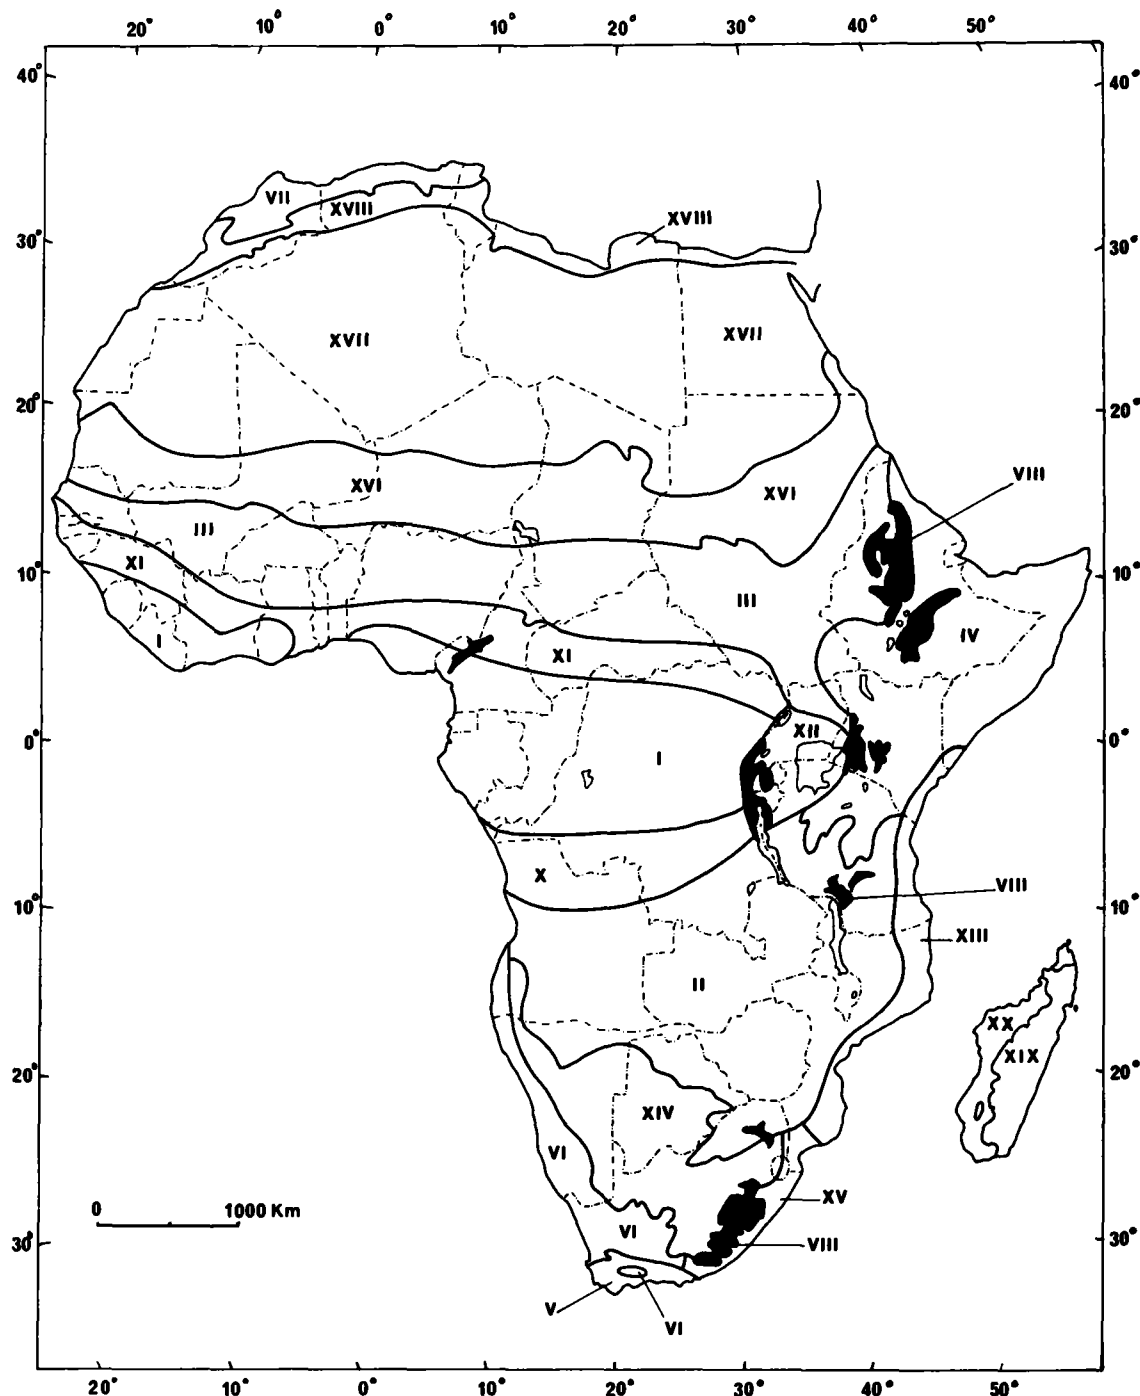 20° 10° 0° 10° 20° 30° 40° 50°
40° 40°
VII
XVIII XVIII
30° 30°
XVII XVII
20° 20°
VIII
XVI XVI
III
XI
10° 10°
III
I
IV
XI
XII
0° 0°
I
X
VIII
10° 10°
XIII
II
XX
XIX
20° 20°
XIV
VI
XV
0 1000 Km
VI
30° VIII 30°
V
VI
20° 10° 0° 10° 20° 30° 40° 50°